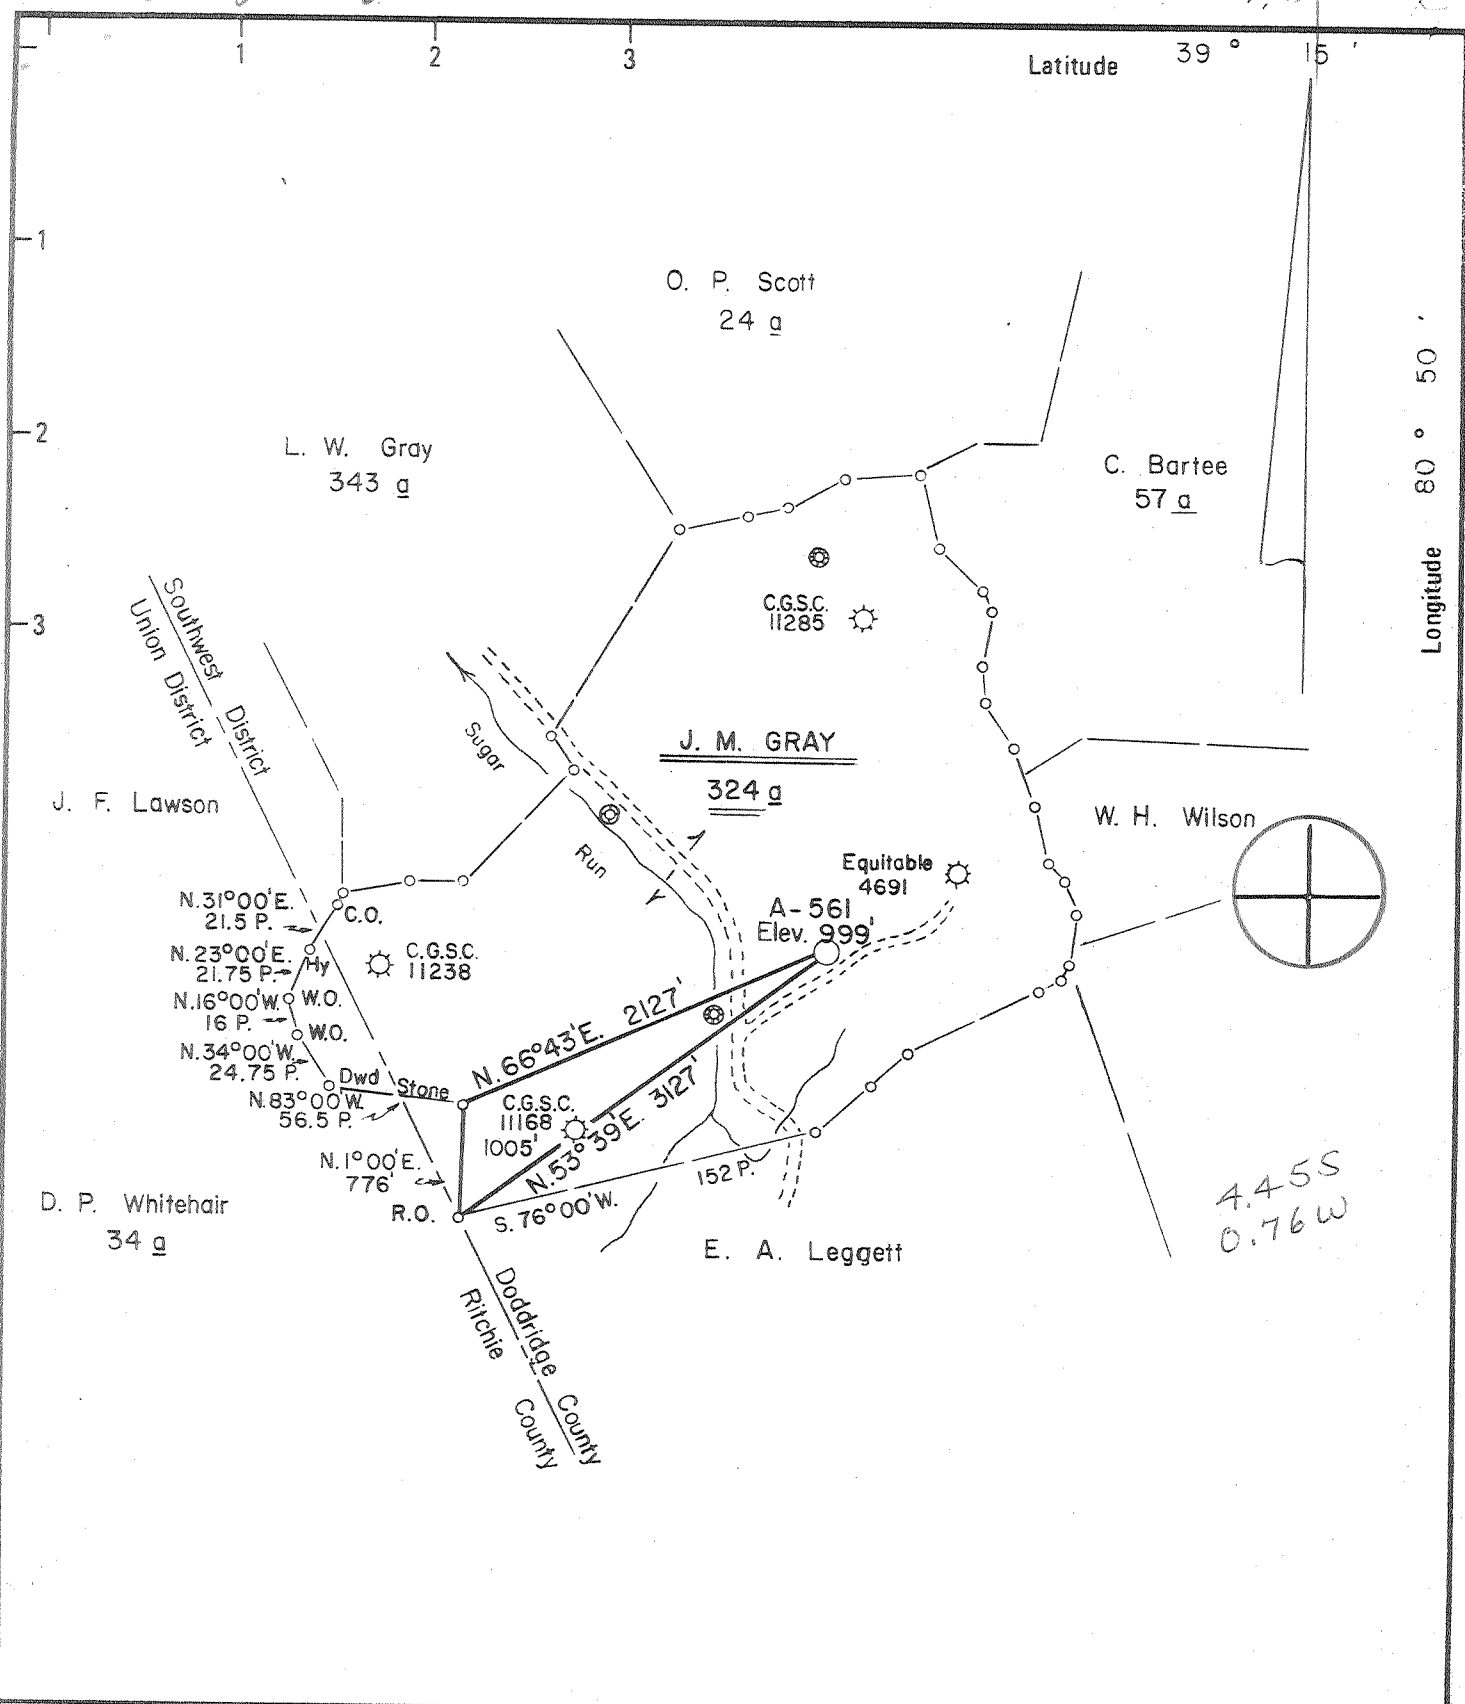 1
2
3
Latitude 39° 15'
1
2
3
Longitude 80° 50'
O. P. Scott
24 a
L. W. Gray
343 a
C. Bartee
57 a
C.G.S.C.
11285
Southwest District
Union District
Sugar
Run
J. M. GRAY
324 a
J. F. Lawson
W. H. Wilson
Equitable
4691
A-561
Elev. 999'
N.31°00'E.
21.5 P.
C.O.
N.23°00'E.
21.75 P.
Hy
C.G.S.C.
11238
N.16°00'W.
16 P.
W.O.
W.O.
N.34°00'W.
24.75 P.
Dwd
Stone
N.83°00'W.
56.5 P.
N.66°43'E. 2127'
C.G.S.C.
11168
1005'
N.53°39'E. 3127'
N.1°00'E.
776'
R.O.
S.76°00'W.
152 P.
D. P. Whitehair
34 a
E. A. Leggett
4.45S
0.76W
Doddridge County
Ritchie County